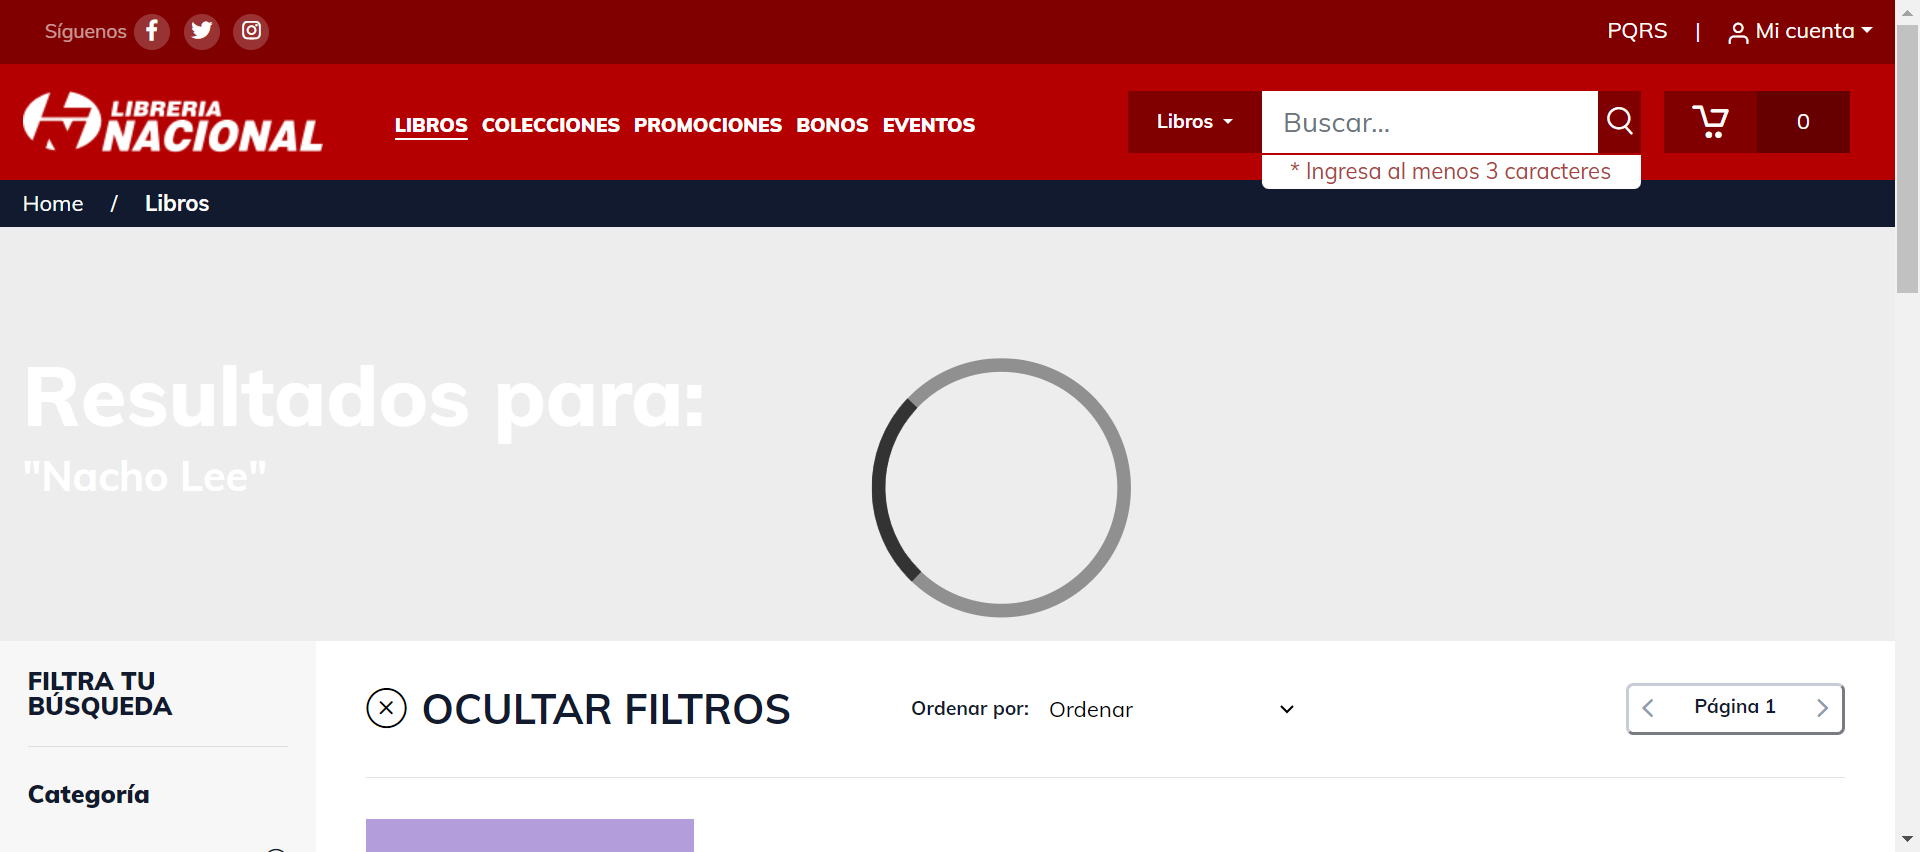 Síguenos
PQRS | Mi cuenta
LIBRERIA
NACIONAL
LIBROS COLECCIONES PROMOCIONES BONOS EVENTOS
Libros
Buscar...
0
* Ingresa al menos 3 caracteres
Home / Libros
Resultados para:
"Nacho Lee"
FILTRA TU
BÚSQUEDA
Categoría
OCULTAR FILTROS
Ordenar por: Ordenar
Página 1